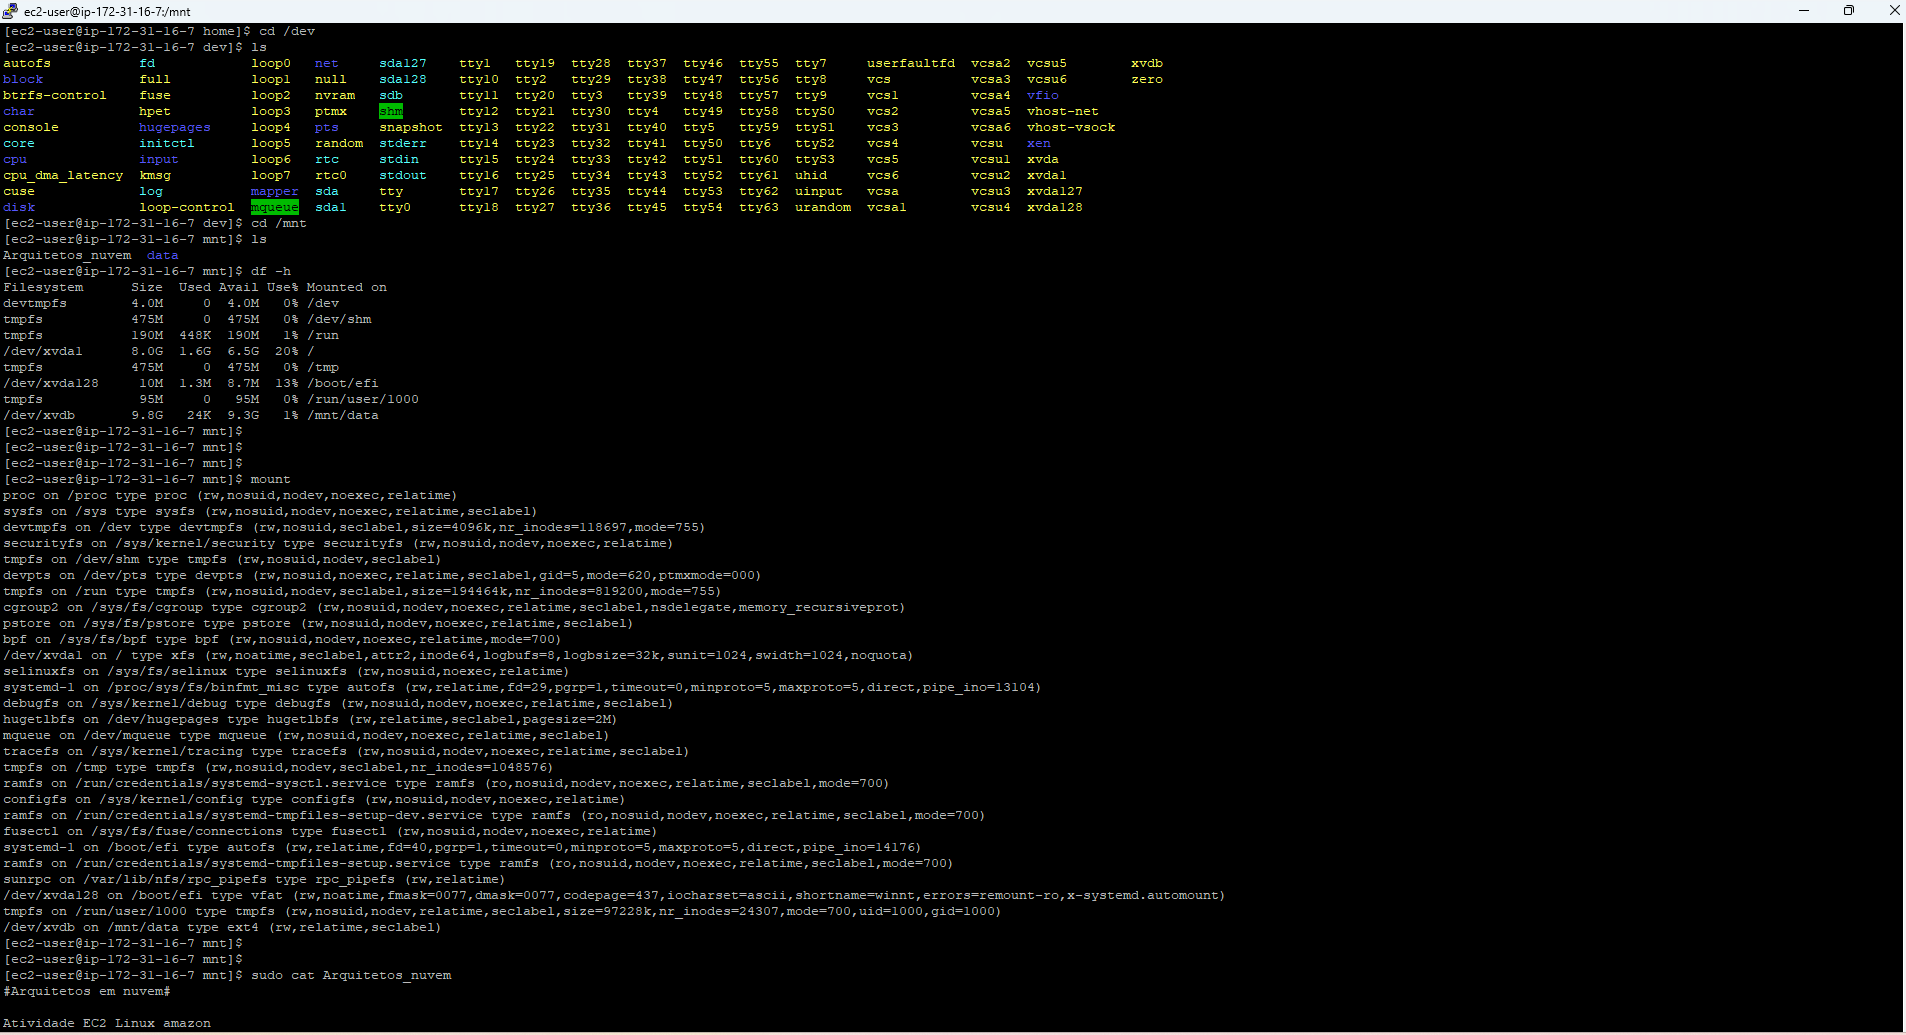 ec2-user@ip-172-31-16-7:/mnt
[ec2-user@ip-172-31-16-7 home]$ cd /dev
[ec2-user@ip-172-31-16-7 dev]$ ls
autofs fd loop0 net sda127 tty1 tty19 tty28 tty37 tty46 tty55 tty7 userfaultfd vcsa2 vcsu5 xvdb
block full loop1 null sda128 tty10 tty2 tty29 tty38 tty47 tty56 tty8 vcs vcsa3 vcsu6 zero
btrfs-control fuse loop2 nvram sdb tty11 tty20 tty3 tty39 tty48 tty57 tty9 vcs1 vcsa4 vfio
char hpet loop3 ptmx shm tty12 tty21 tty30 tty4 tty49 tty58 ttyS0 vcs2 vcsa5 vhost-net
console hugepages loop4 pts snapshot tty13 tty22 tty31 tty40 tty5 tty59 ttyS1 vcs3 vcsa6 vhost-vsock
core initctl loop5 random stderr tty14 tty23 tty32 tty41 tty50 tty6 ttyS2 vcs4 vcsu xen
cpu input loop6 rtc stdin tty15 tty24 tty33 tty42 tty51 tty60 ttyS3 vcs5 vcsu1 xvda
cpu_dma_latency kmsg loop7 rtc0 stdout tty16 tty25 tty34 tty43 tty52 tty61 uhid vcs6 vcsu2 xvda1
cuse log mapper sda tty tty17 tty26 tty35 tty44 tty53 tty62 uinput vcsa vcsu3 xvda127
disk loop-control mqueue sda1 tty0 tty18 tty27 tty36 tty45 tty54 tty63 urandom vcsa1 vcsu4 xvda128
[ec2-user@ip-172-31-16-7 dev]$ cd /mnt
[ec2-user@ip-172-31-16-7 mnt]$ ls
Arquitetos_nuvem data
[ec2-user@ip-172-31-16-7 mnt]$ df -h
Filesystem Size Used Avail Use% Mounted on
devtmpfs 4.0M 0 4.0M 0% /dev
tmpfs 475M 0 475M 0% /dev/shm
tmpfs 190M 448K 190M 1% /run
/dev/xvda1 8.0G 1.6G 6.5G 20% /
tmpfs 475M 0 475M 0% /tmp
/dev/xvda128 10M 1.3M 8.7M 13% /boot/efi
tmpfs 95M 0 95M 0% /run/user/1000
/dev/xvdb 9.8G 24K 9.3G 1% /mnt/data
[ec2-user@ip-172-31-16-7 mnt]$
[ec2-user@ip-172-31-16-7 mnt]$
[ec2-user@ip-172-31-16-7 mnt]$
[ec2-user@ip-172-31-16-7 mnt]$ mount
proc on /proc type proc (rw,nosuid,nodev,noexec,relatime)
sysfs on /sys type sysfs (rw,nosuid,nodev,noexec,relatime,seclabel)
devtmpfs on /dev type devtmpfs (rw,nosuid,seclabel,size=4096k,nr_inodes=118697,mode=755)
securityfs on /sys/kernel/security type securityfs (rw,nosuid,nodev,noexec,relatime)
tmpfs on /dev/shm type tmpfs (rw,nosuid,nodev,seclabel)
devpts on /dev/pts type devpts (rw,nosuid,noexec,relatime,seclabel,gid=5,mode=620,ptmxmode=000)
tmpfs on /run type tmpfs (rw,nosuid,nodev,seclabel,size=194464k,nr_inodes=819200,mode=755)
cgroup2 on /sys/fs/cgroup type cgroup2 (rw,nosuid,nodev,noexec,relatime,seclabel,nsdelegate,memory_recursiveprot)
pstore on /sys/fs/pstore type pstore (rw,nosuid,nodev,noexec,relatime,seclabel)
bpf on /sys/fs/bpf type bpf (rw,nosuid,nodev,noexec,relatime,mode=700)
/dev/xvda1 on / type xfs (rw,noatime,seclabel,attr2,inode64,logbufs=8,logbsize=32k,sunit=1024,swidth=1024,noquota)
selinuxfs on /sys/fs/selinux type selinuxfs (rw,nosuid,noexec,relatime)
systemd-1 on /proc/sys/fs/binfmt_misc type autofs (rw,relatime,fd=29,pgrp=1,timeout=0,minproto=5,maxproto=5,direct,pipe_ino=13104)
debugfs on /sys/kernel/debug type debugfs (rw,nosuid,nodev,noexec,relatime,seclabel)
hugetlbfs on /dev/hugepages type hugetlbfs (rw,relatime,seclabel,pagesize=2M)
mqueue on /dev/mqueue type mqueue (rw,nosuid,nodev,noexec,relatime,seclabel)
tracefs on /sys/kernel/tracing type tracefs (rw,nosuid,nodev,noexec,relatime,seclabel)
tmpfs on /tmp type tmpfs (rw,nosuid,nodev,seclabel,nr_inodes=1048576)
ramfs on /run/credentials/systemd-sysctl.service type ramfs (ro,nosuid,nodev,noexec,relatime,seclabel,mode=700)
configfs on /sys/kernel/config type configfs (rw,nosuid,nodev,noexec,relatime)
ramfs on /run/credentials/systemd-tmpfiles-setup-dev.service type ramfs (ro,nosuid,nodev,noexec,relatime,seclabel,mode=700)
fusectl on /sys/fs/fuse/connections type fusectl (rw,nosuid,nodev,noexec,relatime)
systemd-1 on /boot/efi type autofs (rw,relatime,fd=40,pgrp=1,timeout=0,minproto=5,maxproto=5,direct,pipe_ino=14176)
ramfs on /run/credentials/systemd-tmpfiles-setup.service type ramfs (ro,nosuid,nodev,noexec,relatime,seclabel,mode=700)
sunrpc on /var/lib/nfs/rpc_pipefs type rpc_pipefs (rw,relatime)
/dev/xvda128 on /boot/efi type vfat (rw,noatime,fmask=0077,dmask=0077,codepage=437,iocharset=ascii,shortname=winnt,errors=remount-ro,x-systemd.automount)
tmpfs on /run/user/1000 type tmpfs (rw,nosuid,nodev,relatime,seclabel,size=97228k,nr_inodes=24307,mode=700,uid=1000,gid=1000)
/dev/xvdb on /mnt/data type ext4 (rw,relatime,seclabel)
[ec2-user@ip-172-31-16-7 mnt]$
[ec2-user@ip-172-31-16-7 mnt]$
[ec2-user@ip-172-31-16-7 mnt]$ sudo cat Arquitetos_nuvem
#Arquitetos em nuvem#
Atividade EC2 Linux amazon